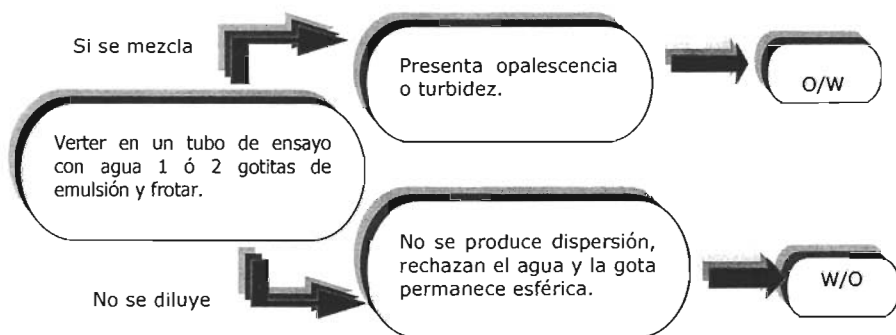 Si se mezcla
Presenta opalescencia
o turbidez.
O/W
Verter en un tubo de ensayo
con agua 1 ó 2 gotitas de
emulsión y frotar.
No se produce dispersión,
rechazan el agua y la gota
permanece esférica.
W/O
No se diluye